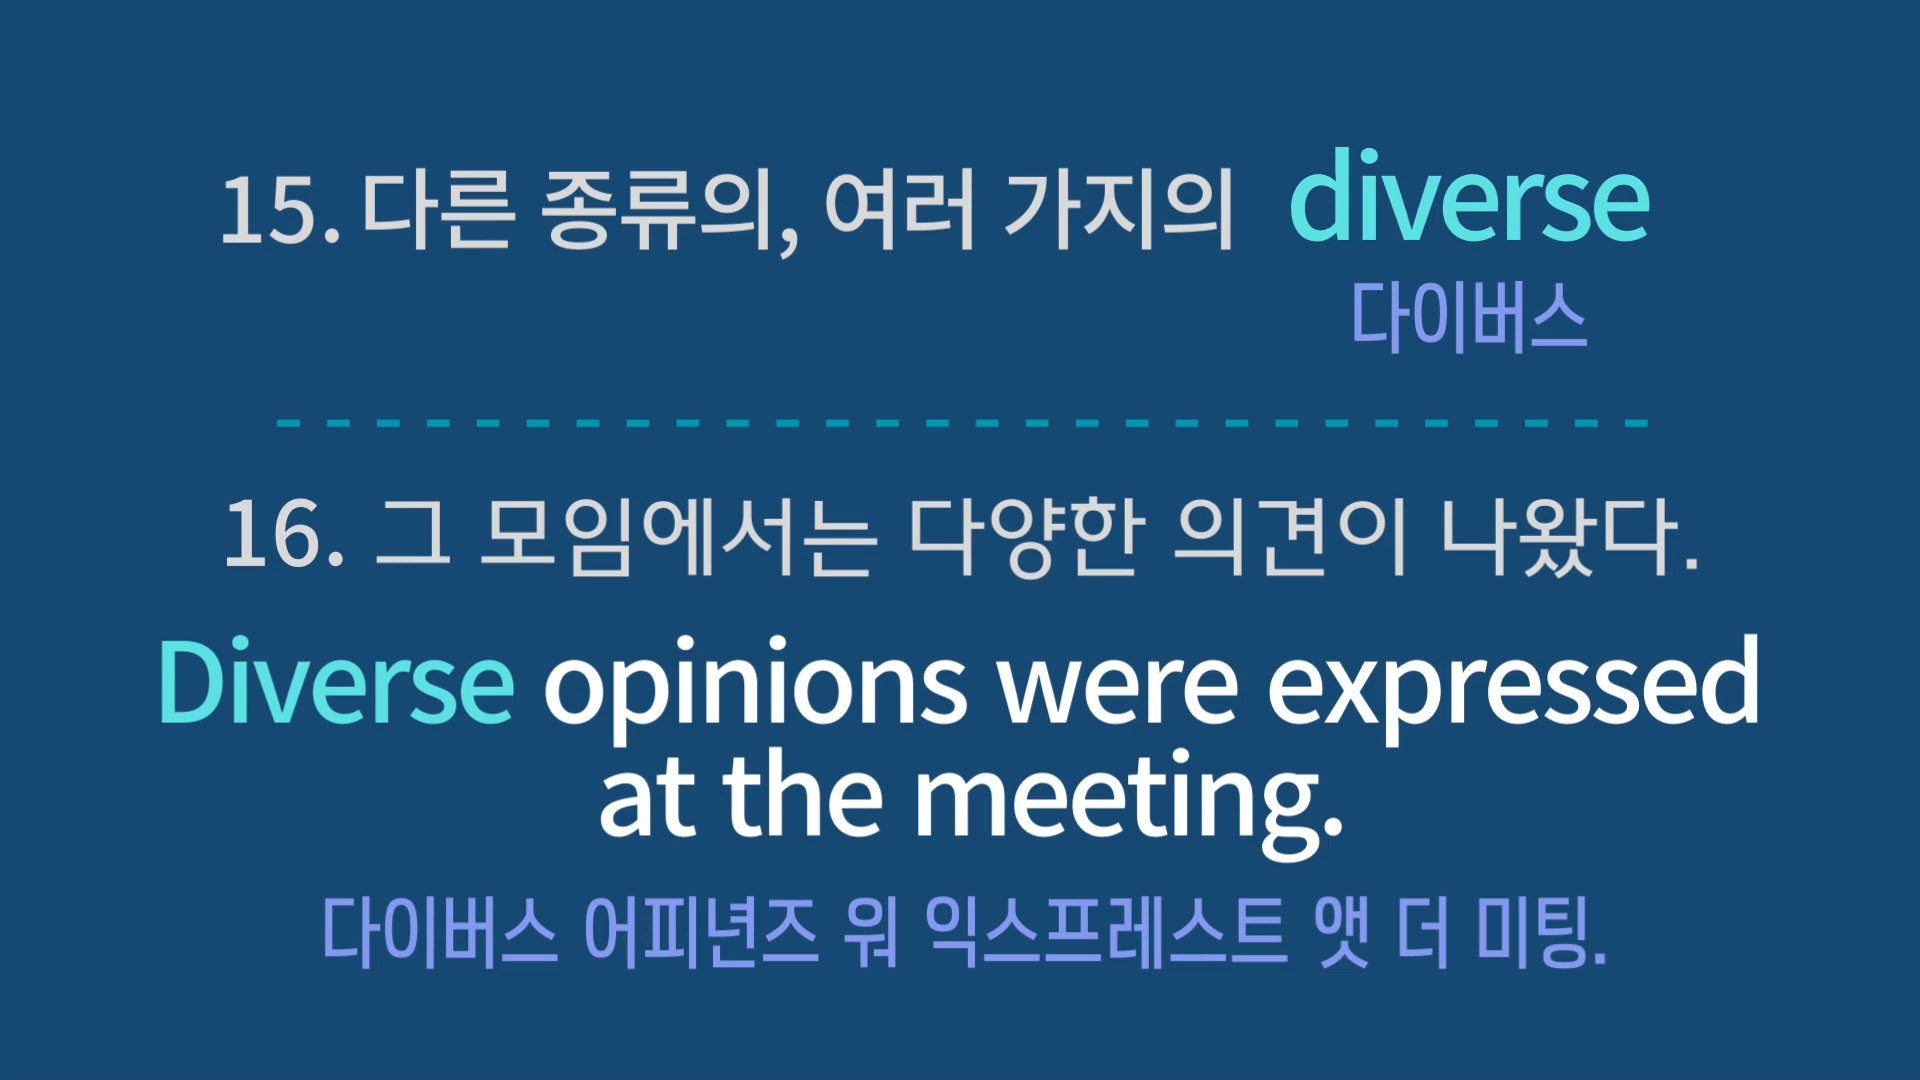 15. 다른 종류의, 여러 가지의 diverse
다이버스
16. 그 모임에서는 다양한 의견이 나왔다.
Diverse opinions were expressed
at the meeting.
다이버스 어피년즈 워 익스프레스트 앳 더 미팅.